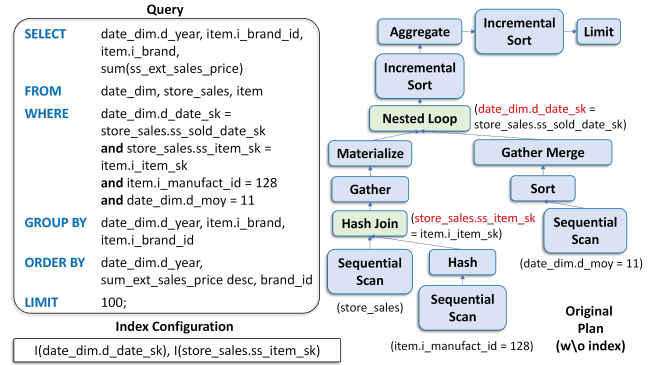 Query
SELECT date_dim.d_year, item.i_brand_id,
item.i_brand,
sum(ss_ext_sales_price)
FROM date_dim, store_sales, item
WHERE date_dim.d_date_sk =
store_sales.ss_sold_date_sk
and store_sales.ss_item_sk =
item.i_item_sk
and item.i_manufact_id = 128
and date_dim.d_moy = 11
GROUP BY date_dim.d_year, item.i_brand,
item.i_brand_id
ORDER BY date_dim.d_year,
sum_ext_sales_price desc, brand_id
LIMIT 100;
Index Configuration
I(date_dim.d_date_sk), I(store_sales.ss_item_sk)
Aggregate
Incremental
Sort
Limit
Incremental
Sort
Nested Loop
(date_dim.d_date_sk =
store_sales.ss_sold_date_sk)
Materialize
Gather Merge
Gather
Sort
Hash Join
(store_sales.ss_item_sk
= item.i_item_sk)
Sequential
Scan
(date_dim.d_moy = 11)
Sequential
Scan
(store_sales)
Hash
Sequential
Scan
(item.i_manufact_id = 128)
Original
Plan
(w\o index)